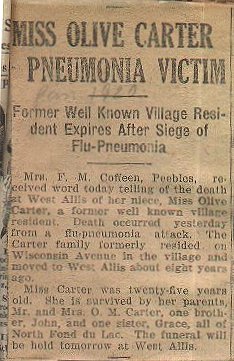 MISS OLIVE CARTER
PNEUMONIA VICTIM
Former Well Known Village Resi-
dent Expires After Siege of
Flu-Pneumonia
Mrs. F. M. Coffeen, Peebles, re-
ceived word today telling of the death
at West Allis of her niece, Miss Olive
Carter, a former well known village
resident. Death occurred yesterday
from a flu-pneumonia attack. The
Carter family formerly resided on
Wisconsin Avenue in the village and
moved to West Allis about eight years
ago.
Miss Carter was twenty-five years
old. She is survived by her parents,
Mr. and Mrs. O. M. Carter, one broth-
er, John, and one sister, Grace, all of
North Fond du Lac. The funeral will
be hold tomorrow at West Allis.